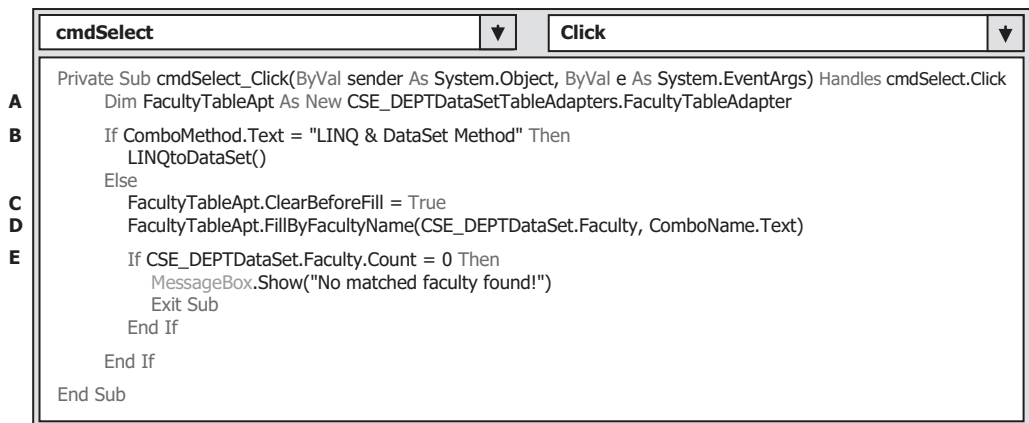 cmdSelect Click
Private Sub cmdSelect_Click(ByVal sender As System.Object, ByVal e As System.EventArgs) Handles cmdSelect.Click
A Dim FacultyTableApt As New CSE_DEPTDataSetTableAdapters.FacultyTableAdapter
B If ComboMethod.Text = "LINQ & DataSet Method" Then
LINQtoDataSet()
Else
C FacultyTableApt.ClearBeforeFill = True
D FacultyTableApt.FillByFacultyName(CSE_DEPTDataSet.Faculty, ComboName.Text)
E If CSE_DEPTDataSet.Faculty.Count = 0 Then
MessageBox.Show("No matched faculty found!")
Exit Sub
End If
End If
End Sub